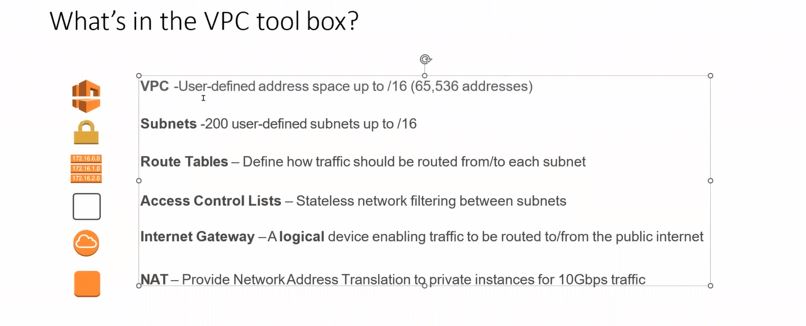 What's in the VPC tool box?
VPC -User-defined address space up to /16 (65,536 addresses)
Subnets -200 user-defined subnets up to /16
172.16.0.0
172.16.1.0
172.16.2.0
Route Tables – Define how traffic should be routed from/to each subnet
Access Control Lists – Stateless network filtering between subnets
Internet Gateway – A logical device enabling traffic to be routed to/from the public internet
NAT – Provide Network Address Translation to private instances for 10Gbps traffic